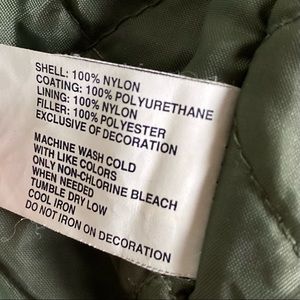 SHELL: 100% NYLON
COATING: 100% POLYURETHANE
LINING: 100% NYLON
FILLER: 100% POLYESTER
EXCLUSIVE OF DECORATION
MACHINE WASH COLD
WITH LIKE COLORS
ONLY NON-CHLORINE BLEACH
WHEN NEEDED
TUMBLE DRY LOW
COOL IRON
DO NOT IRON ON DECORATION